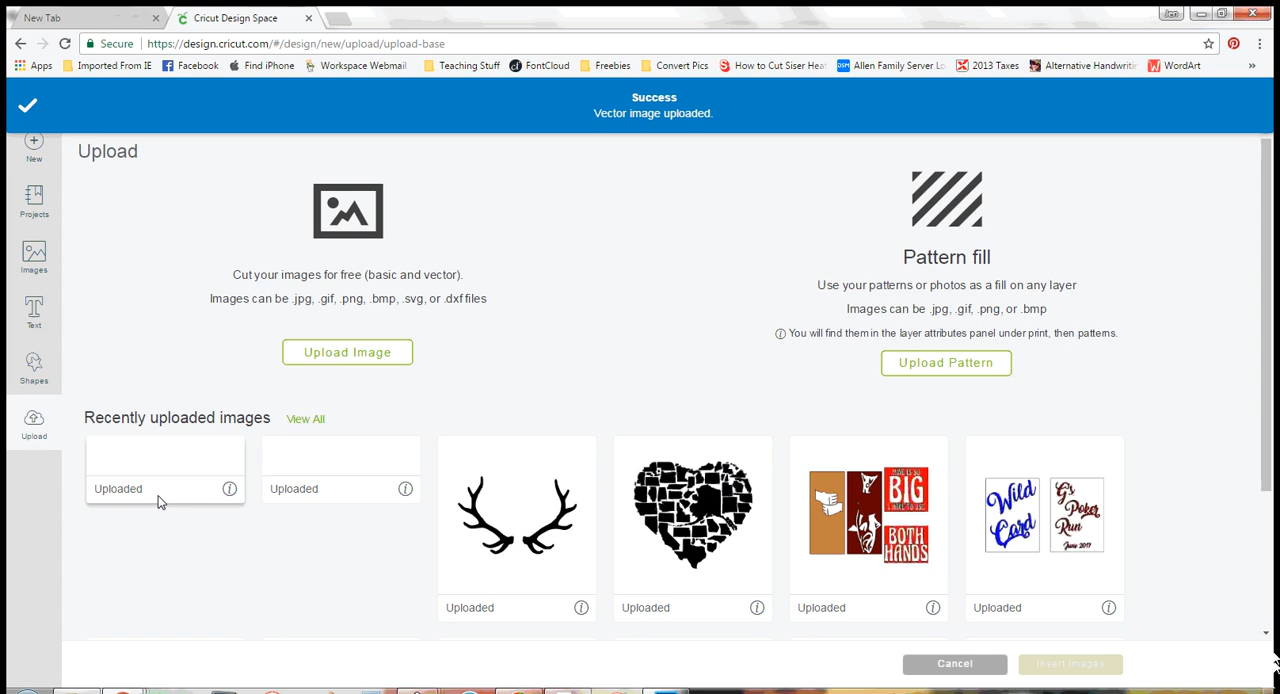 New Tab
Cricut Design Space
Jen
Secure https://design.cricut.com/#/design/new/upload/upload-base
Apps Imported From IE Facebook Find iPhone Workspace Webmail Teaching Stuff FontCloud Freebies Convert Pics How to Cut Siser Hea Allen Family Server Lo 2013 Taxes Alternative Handwriti WordArt »
Success
Vector image uploaded.
New
Projects
Images
Text
Shapes
Upload
Upload
Cut your images for free (basic and vector).
Images can be .jpg, .gif, .png, .bmp, .svg, or .dxf files
Upload Image
Pattern fill
Use your patterns or photos as a fill on any layer
Images can be .jpg, .gif, .png, or .bmp
You will find them in the layer attributes panel under print, then patterns.
Upload Pattern
Recently uploaded images View All
Uploaded
Uploaded
Uploaded
Uploaded
BIG
BOTH
HANDS
Uploaded
Wild
Card
G's
Poker
Run
June 2017
Uploaded
Cancel
Insert Images